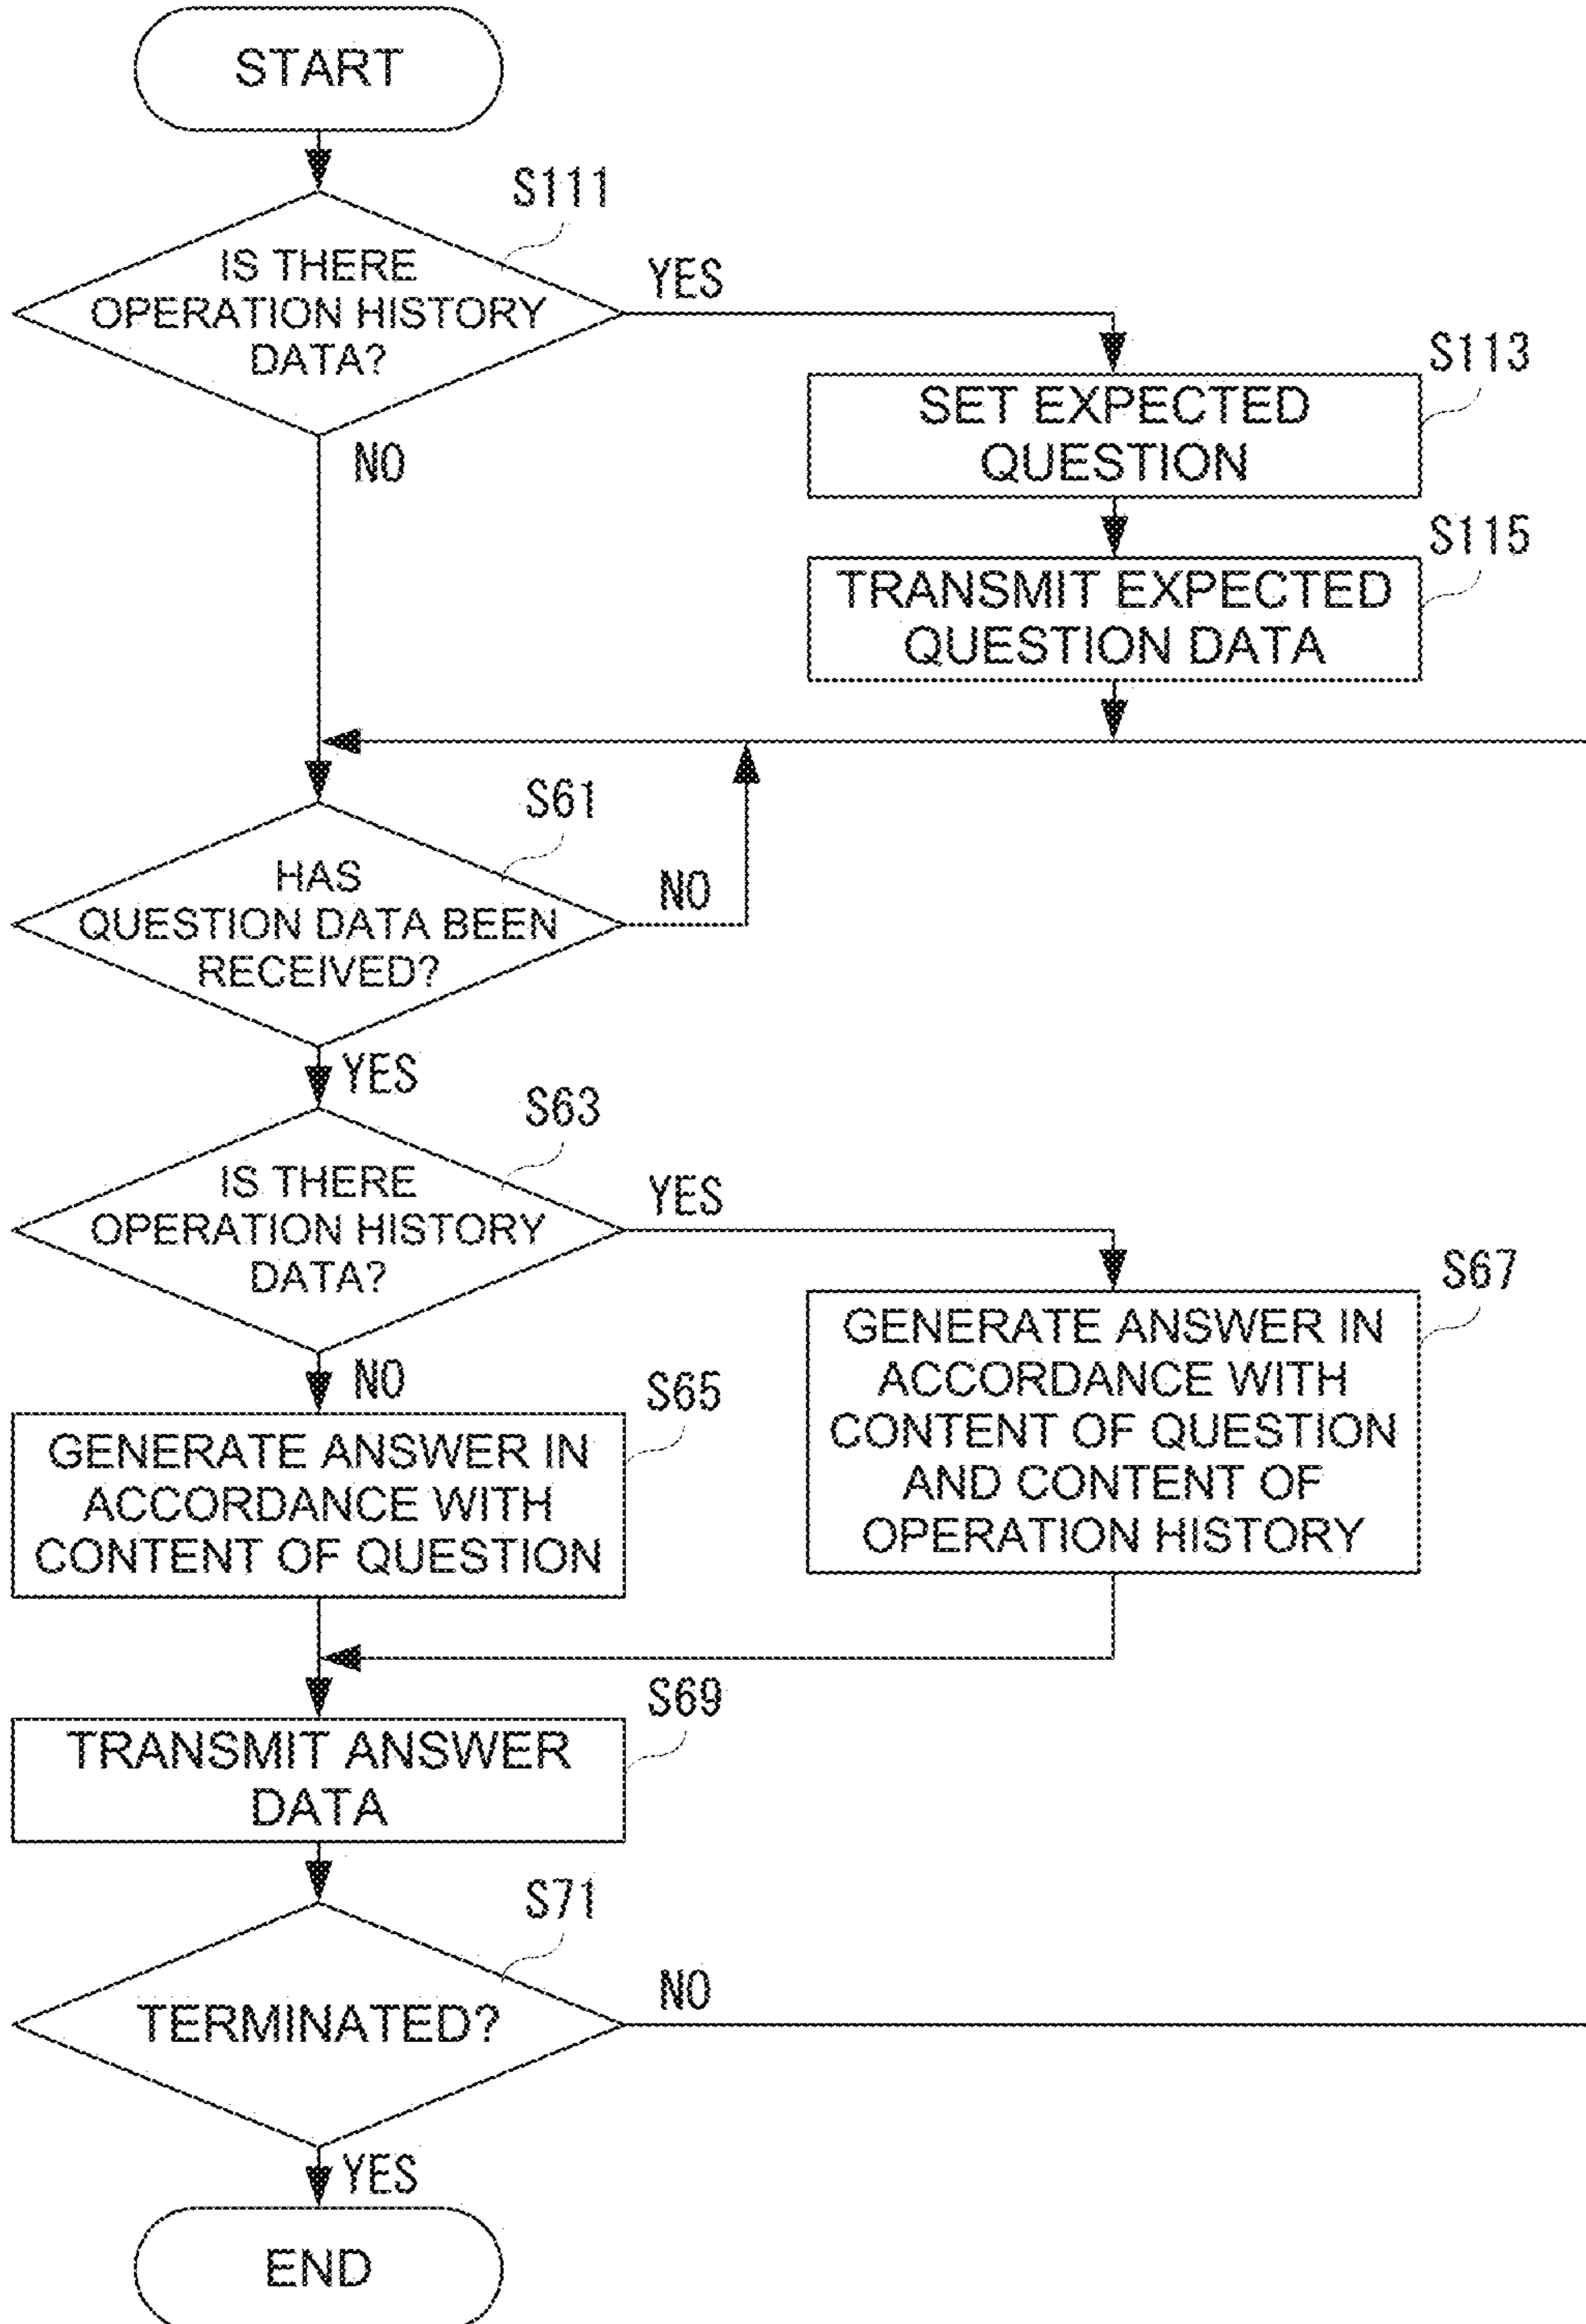 START
S111
IS THERE
OPERATION HISTORY
DATA?
YES
NO
S113
SET EXPECTED
QUESTION
S115
TRANSMIT EXPECTED
QUESTION DATA
S61
HAS
QUESTION DATA BEEN
RECEIVED?
NO
YES
S63
IS THERE
OPERATION HISTORY
DATA?
YES
NO
S67
GENERATE ANSWER IN
ACCORDANCE WITH
CONTENT OF QUESTION
AND CONTENT OF
OPERATION HISTORY
S65
GENERATE ANSWER IN
ACCORDANCE WITH
CONTENT OF QUESTION
S69
TRANSMIT ANSWER
DATA
S71
TERMINATED?
NO
YES
END